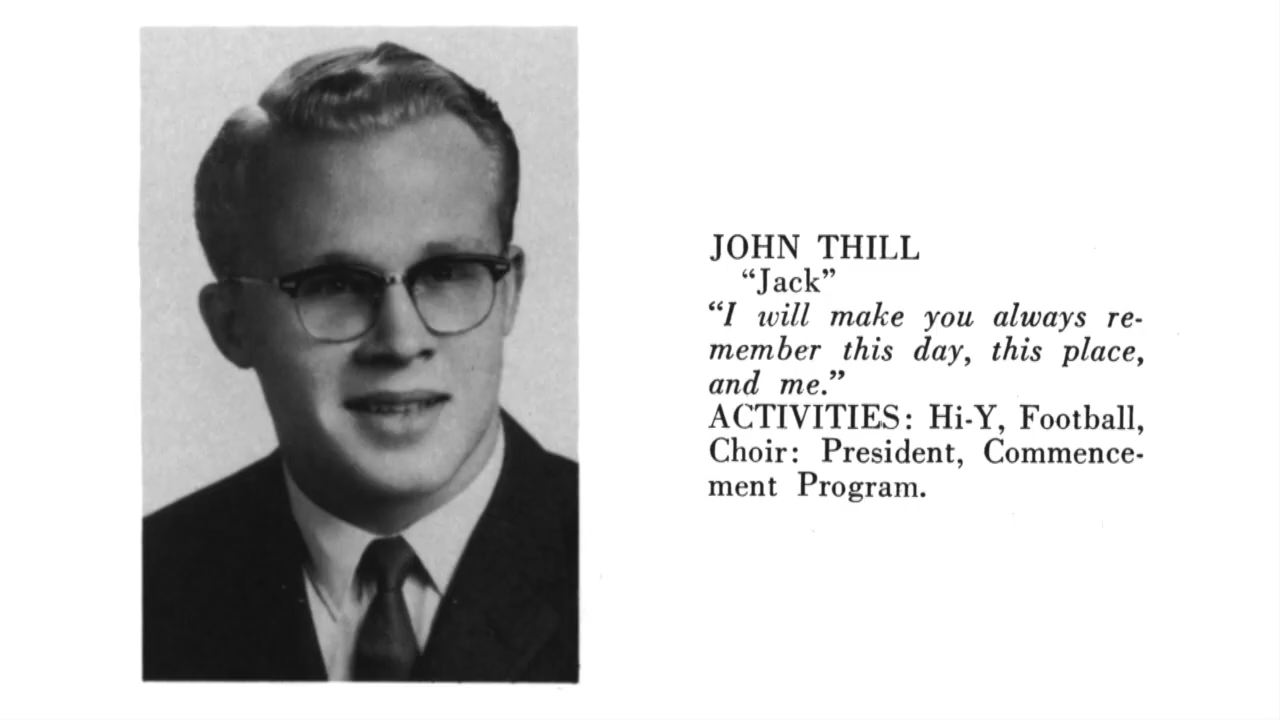 JOHN THILL
“Jack”
“I will make you always re-
member this day, this place,
and me.”
ACTIVITIES: Hi-Y, Football,
Choir: President, Commence-
ment Program.